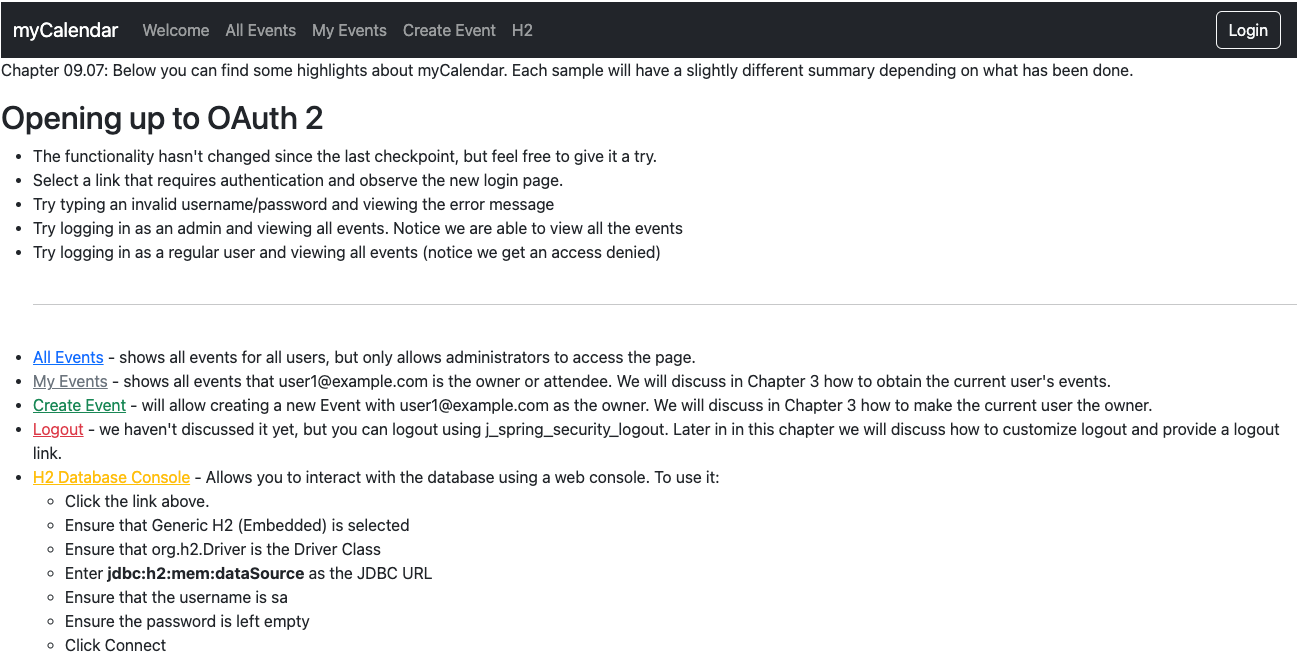 myCalendar Welcome All Events My Events Create Event H2 Login
Chapter 09.07: Below you can find some highlights about myCalendar. Each sample will have a slightly different summary depending on what has been done.
Opening up to OAuth 2
The functionality hasn't changed since the last checkpoint, but feel free to give it a try.
Select a link that requires authentication and observe the new login page.
Try typing an invalid username/password and viewing the error message
Try logging in as an admin and viewing all events. Notice we are able to view all the events
Try logging in as a regular user and viewing all events (notice we get an access denied)
All Events - shows all events for all users, but only allows administrators to access the page.
My Events - shows all events that user1@example.com is the owner or attendee. We will discuss in Chapter 3 how to obtain the current user's events.
Create Event - will allow creating a new Event with user1@example.com as the owner. We will discuss in Chapter 3 how to make the current user the owner.
Logout - we haven't discussed it yet, but you can logout using j_spring_security_logout. Later in in this chapter we will discuss how to customize logout and provide a logout
link.
H2 Database Console - Allows you to interact with the database using a web console. To use it:
Click the link above.
Ensure that Generic H2 (Embedded) is selected
Ensure that org.h2.Driver is the Driver Class
Enter jdbc:h2:mem:dataSource as the JDBC URL
Ensure that the username is sa
Ensure the password is left empty
Click Connect